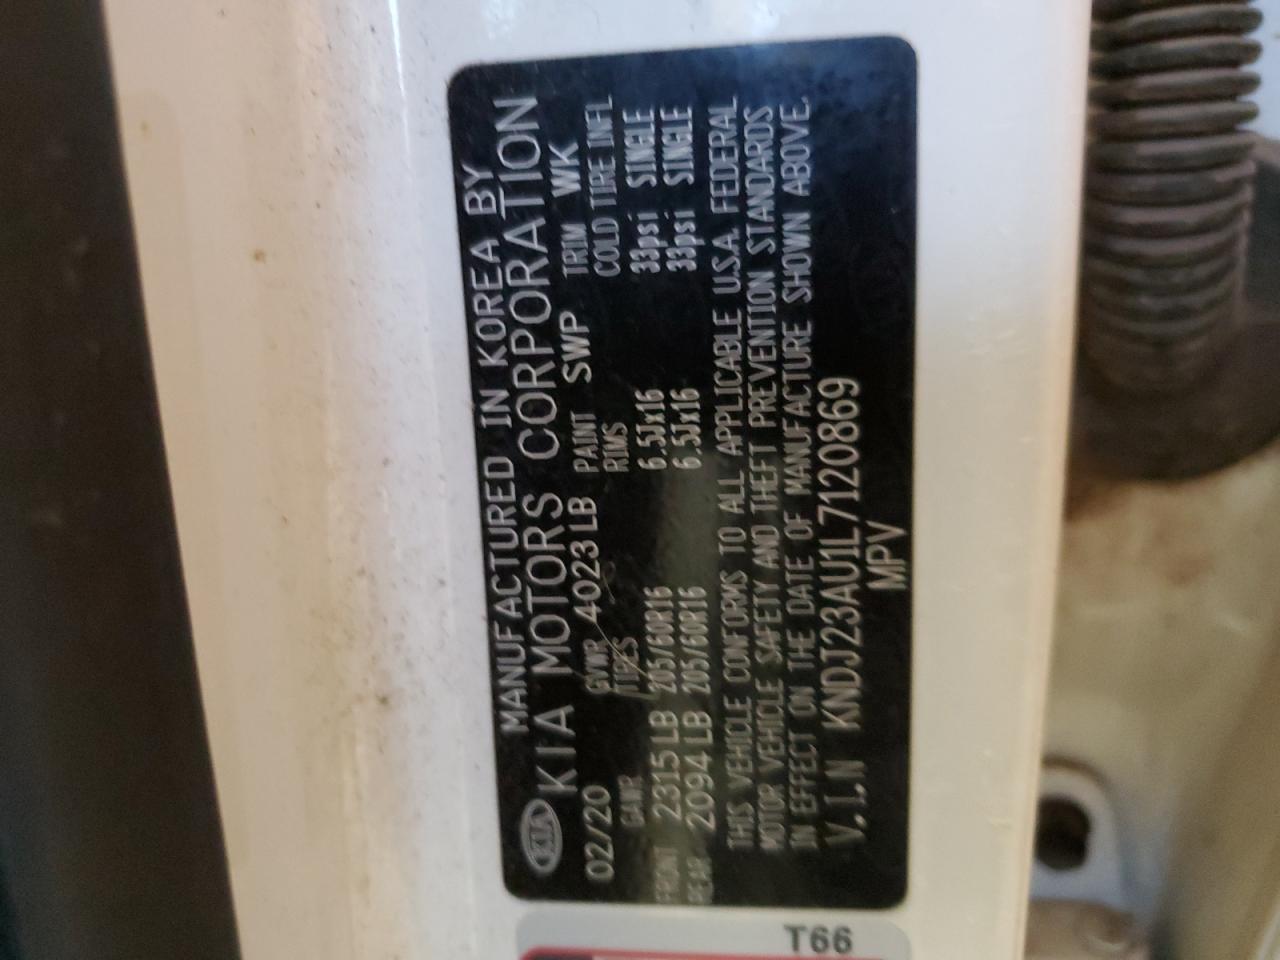 MANUFACTURED IN KOREA BY
KIA KIA MOTORS CORPORATION
02/20 GVWR 4023 LB PAINT SWP TRIM WK
GAWR TIRES RIMS COLD TIRE INFL
FRONT 2315 LB 205/60R16 6.5Jx16 33psi SINGLE
REAR 2094 LB 205/60R16 6.5Jx16 33psi SINGLE
THIS VEHICLE CONFORMS TO ALL APPLICABLE U.S.A. FEDERAL
MOTOR VEHICLE SAFETY AND THEFT PREVENTION STANDARDS
IN EFFECT ON THE DATE OF MANUFACTURE SHOWN ABOVE.
V.I.N KNDJ23AU1L7120869
MPV
T66